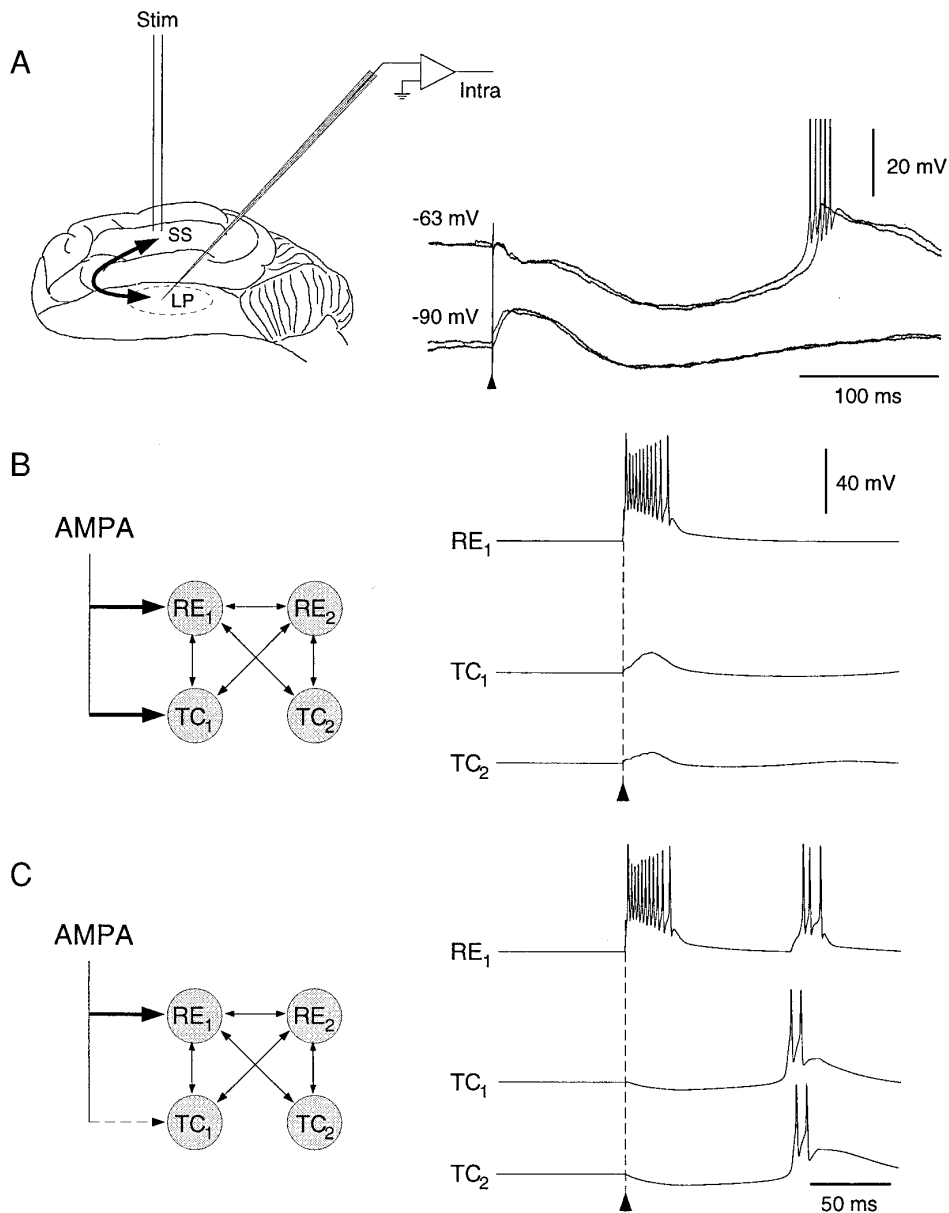 A
Stim
Intra
SS
LP
20 mV
-63 mV
-90 mV
100 ms
B
AMPA
RE1
RE2
TC1
TC2
40 mV
RE1
TC1
TC2
C
AMPA
RE1
RE2
TC1
TC2
RE1
TC1
TC2
50 ms